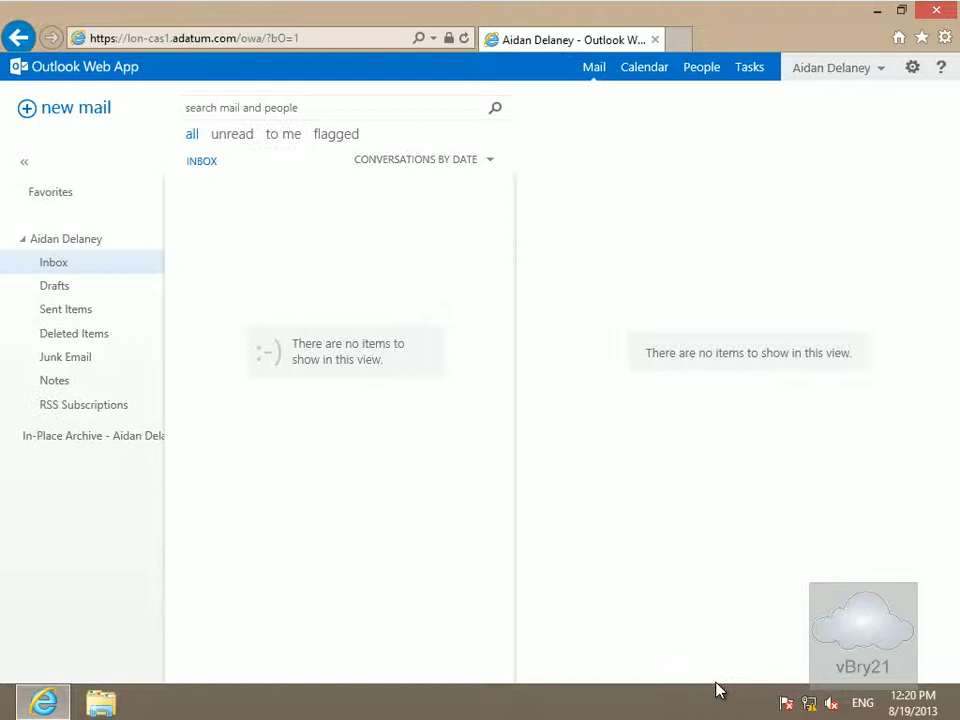 https://lon-cas1.adatum.com/owa/?bO=1
Aidan Delaney - Outlook W...
Outlook Web App
Mail
Calendar
People
Tasks
Aidan Delaney
?
new mail
search mail and people
all unread to me flagged
INBOX
CONVERSATIONS BY DATE
Favorites
Aidan Delaney
Inbox
Drafts
Sent Items
Deleted Items
Junk Email
Notes
RSS Subscriptions
In-Place Archive - Aidan Dela
:-)
There are no items to
show in this view.
There are no items to show in this view.
vBry21
ENG
12:20 PM
8/19/2013